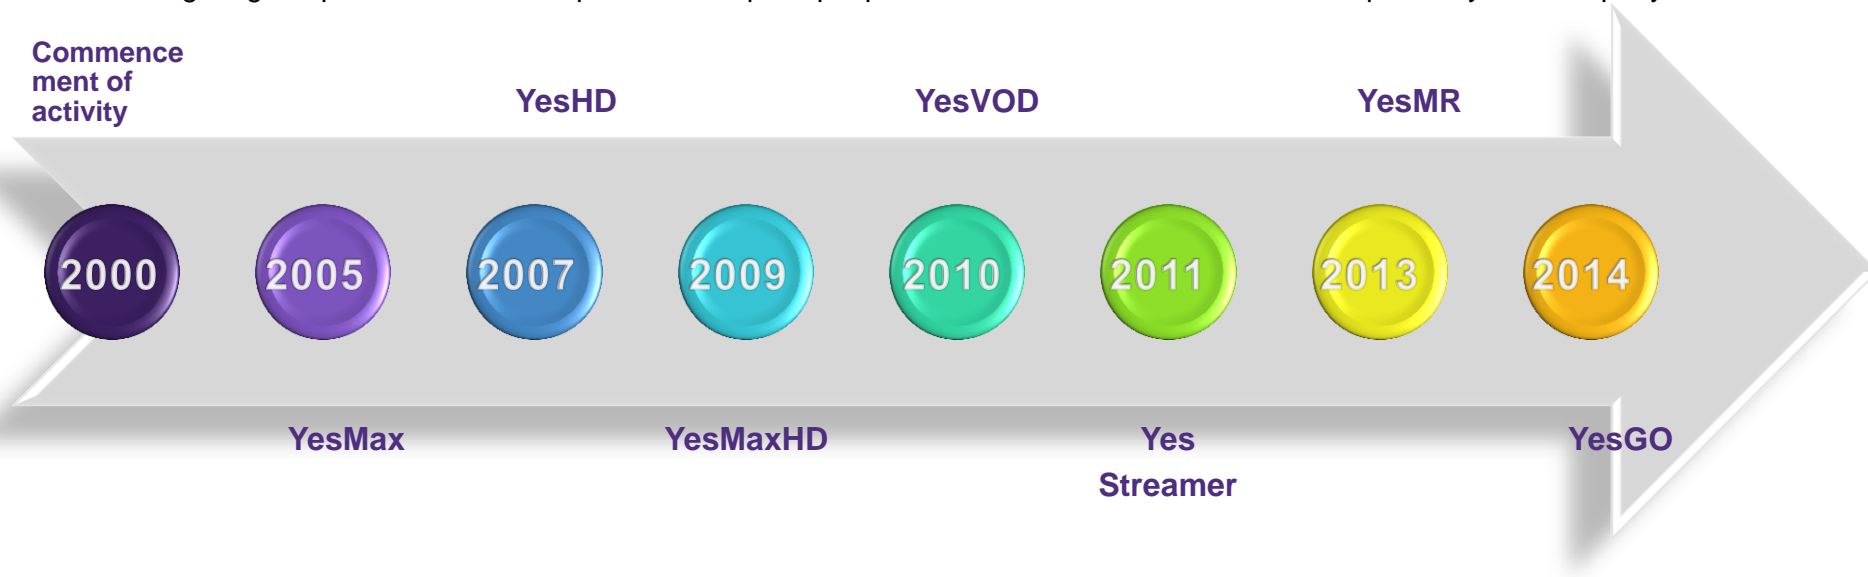 Commence
ment of
activity
YesHD
YesVOD
YesMR
2000
2005
2007
2009
2010
2011
2013
2014
YesMax
YesMaxHD
Yes
Streamer
YesGO